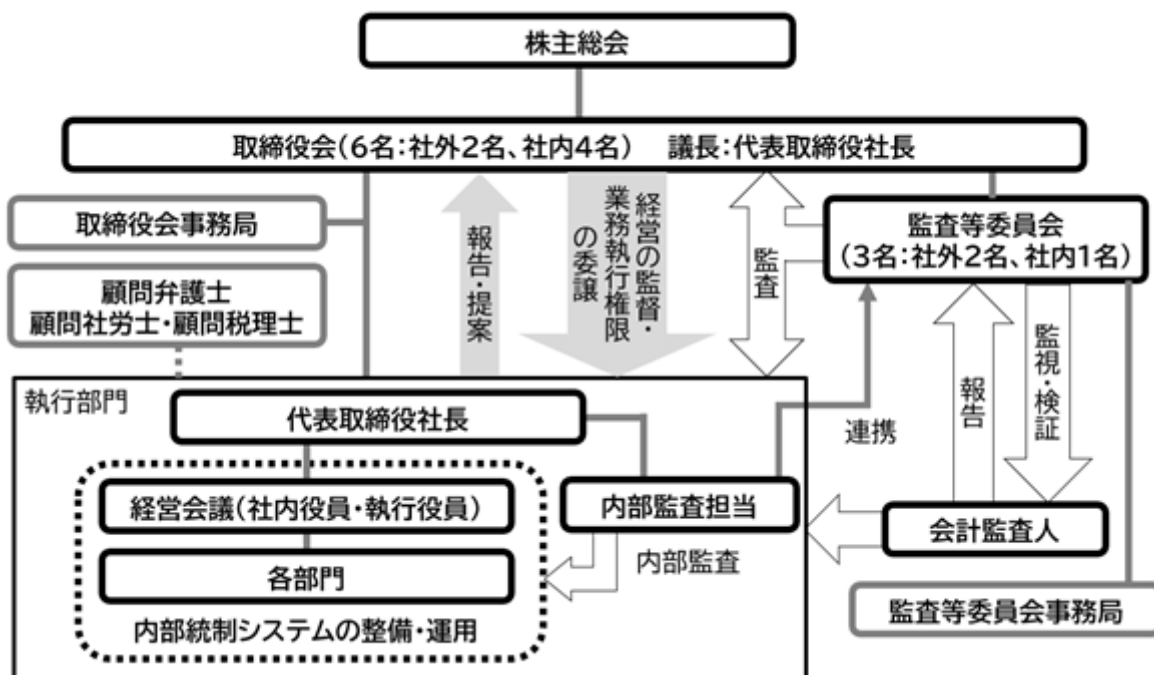 株主総会
取締役会(6名:社外2名、社内4名)　議長:代表取締役社長
取締役会事務局
顧問弁護士
顧問社労士・顧問税理士
報告・提案
経営の監督・
業務執行権限
の委譲
監査
監査等委員会
(3名:社外2名、社内1名)
報告
監視・検証
連携
執行部門
代表取締役社長
経営会議(社内役員・執行役員)
各部門
内部統制システムの整備・運用
内部監査担当
内部監査
会計監査人
監査等委員会事務局